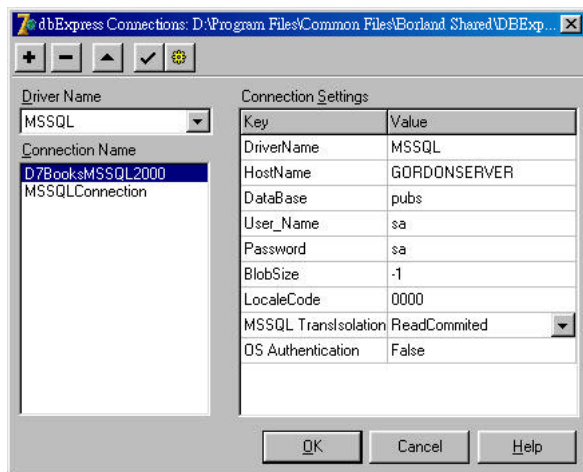 dbExpress Connections: D:\Program Files\Common Files\Borland Shared\DBExp...
Driver Name
MSSQL
Connection Name
D7BooksMSSQL2000
MSSQLConnection
Connection Settings
Key Value
DriverName MSSQL
HostName GORDONSERVER
DataBase pubs
User_Name sa
Password sa
BlobSize -1
LocaleCode 0000
MSSQL TransIsolation ReadCommited
OS Authentication False
OK Cancel Help